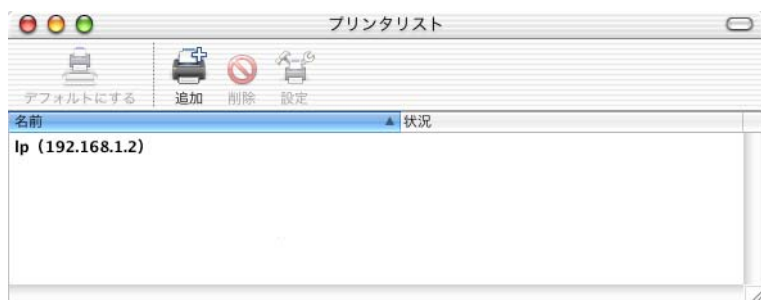 プリンタリスト
デフォルトにする 追加 削除 設定
名前 状況
lp（192.168.1.2）